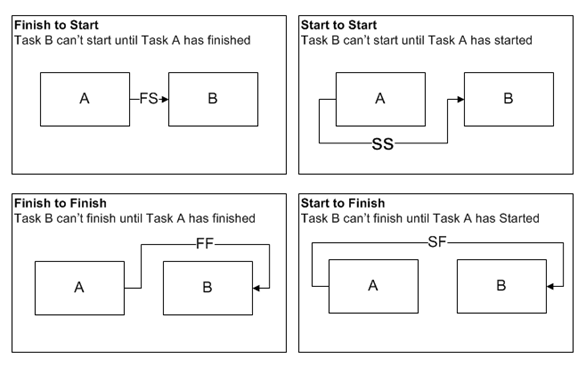 Finish to Start
Task B can't start until Task A has finished
A
FS
B
Start to Start
Task B can't start until Task A has started
A
B
SS
Finish to Finish
Task B can't finish until Task A has finished
FF
A
B
Start to Finish
Task B can't finish until Task A has Started
SF
A
B